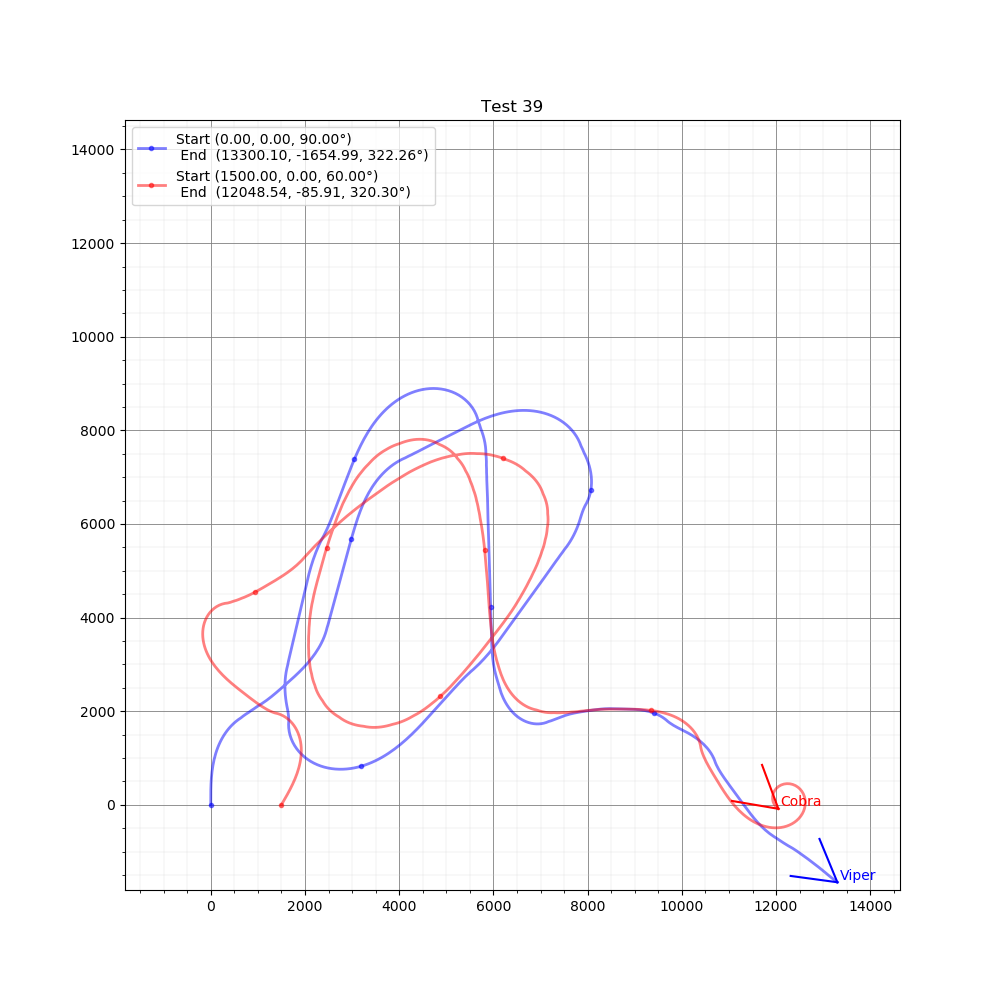 Test 39
Start (0.00, 0.00, 90.00°)
End (13300.10, -1654.99, 322.26°)
Start (1500.00, 0.00, 60.00°)
End (12048.54, -85.91, 320.30°)
14000
12000
10000
8000
6000
4000
2000
0
Cobra
Viper
0 2000 4000 6000 8000 10000 12000 14000